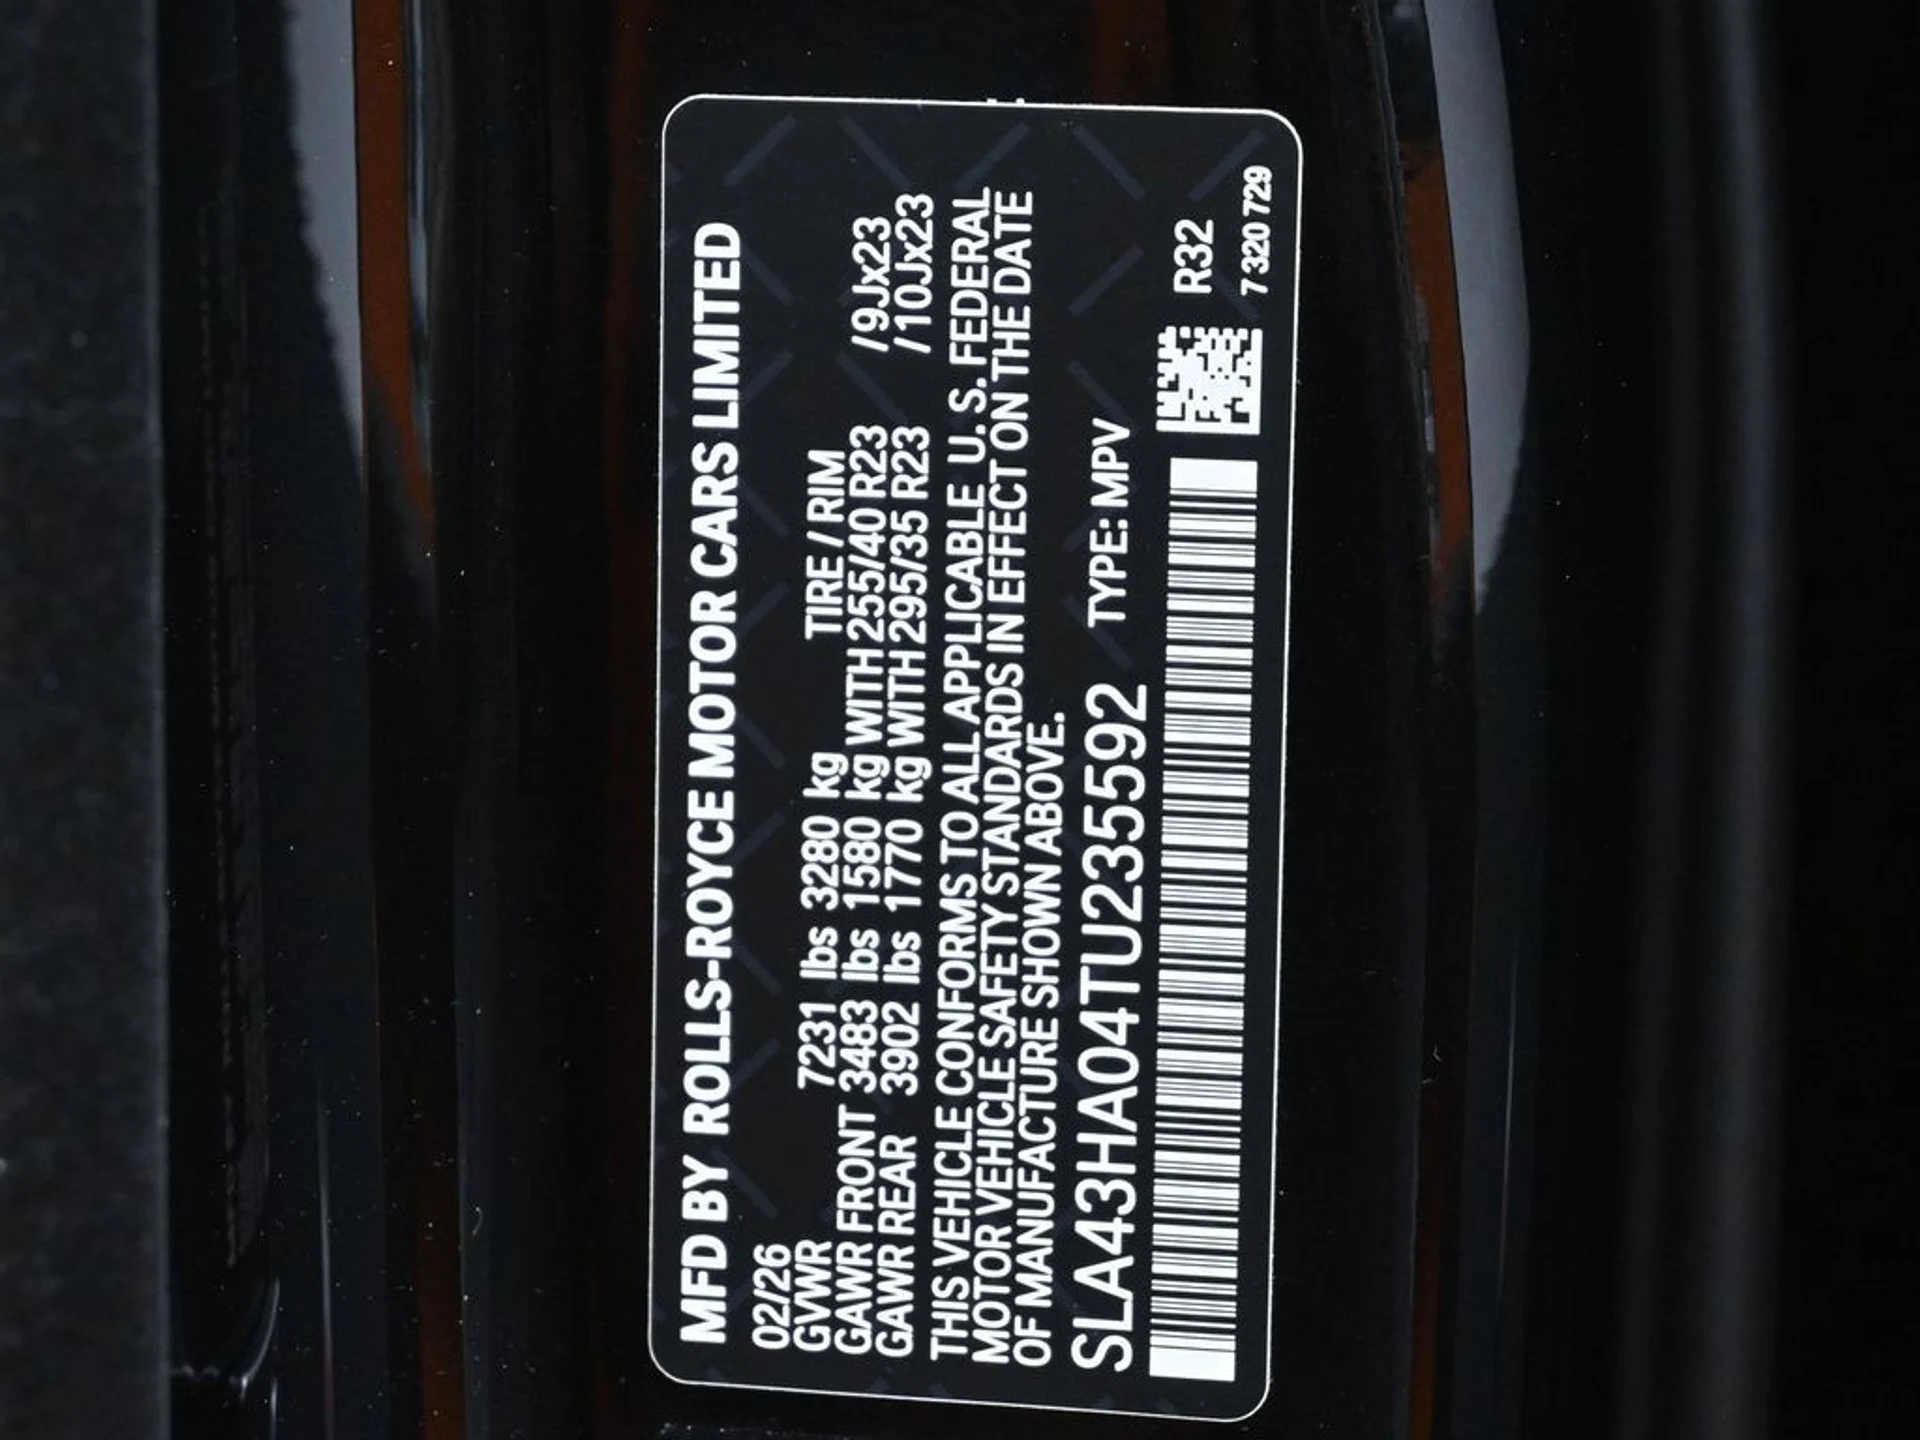 MFD BY ROLLS-ROYCE MOTOR CARS LIMITED
02/26
GVWR 7231 lbs 3280 kg TIRE / RIM
GAWR FRONT 3483 lbs 1580 kg WITH 255/40 R23 /9Jx23
GAWR REAR 3902 lbs 1770 kg WITH 295/35 R23 /10Jx23
THIS VEHICLE CONFORMS TO ALL APPLICABLE U. S. FEDERAL
MOTOR VEHICLE SAFETY STANDARDS IN EFFECT ON THE DATE
OF MANUFACTURE SHOWN ABOVE.
SLA43HA04TU235592 TYPE: MPV
R32
7 320 729